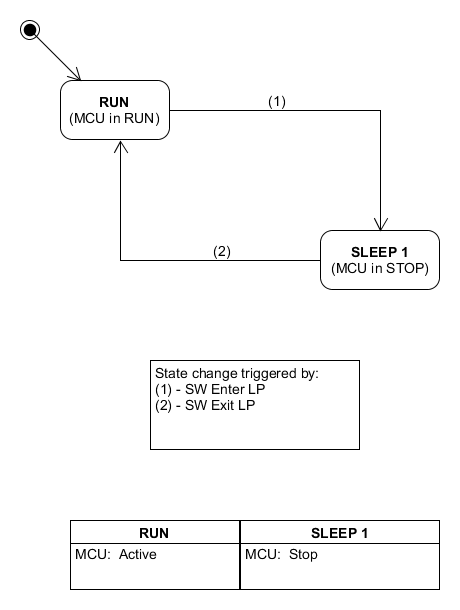 RUN
(MCU in RUN)
(1)
(2)
SLEEP 1
(MCU in STOP)
State change triggered by:
(1) - SW Enter LP
(2) - SW Exit LP
RUN
SLEEP 1
MCU:  Active
MCU:  Stop